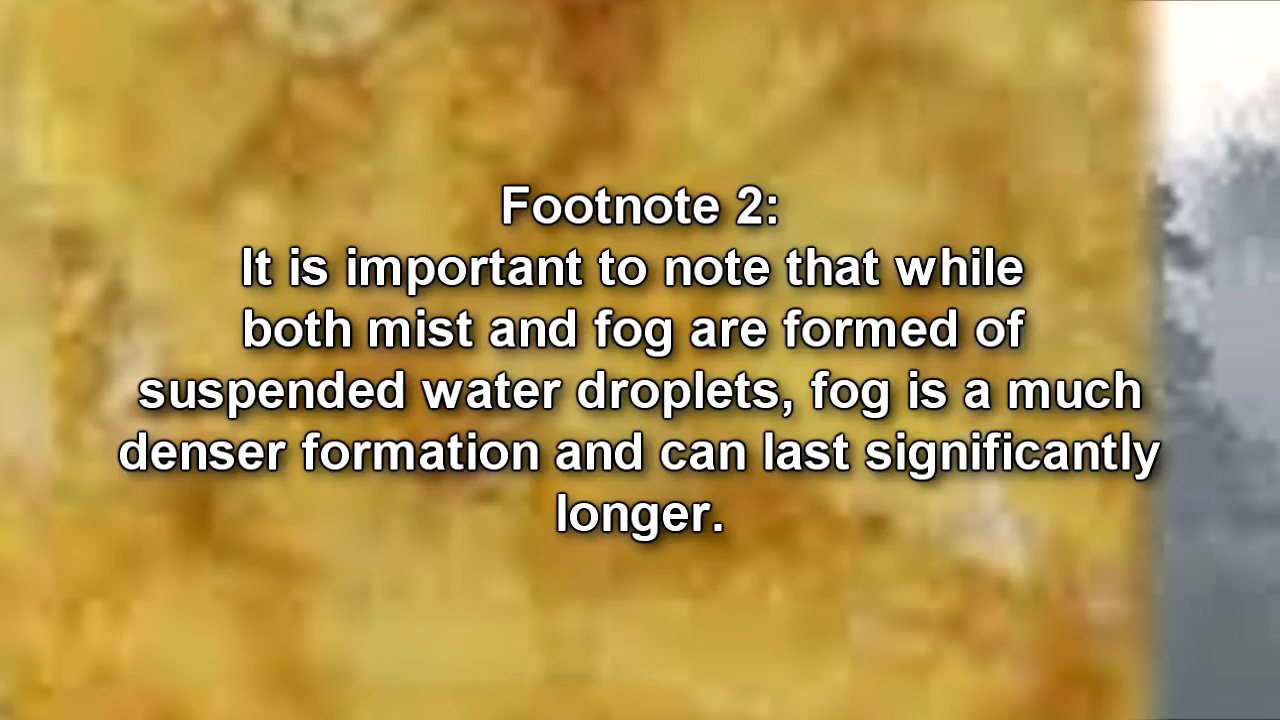 Footnote 2:
It is important to note that while
both mist and fog are formed of
suspended water droplets, fog is a much
denser formation and can last significantly
longer.